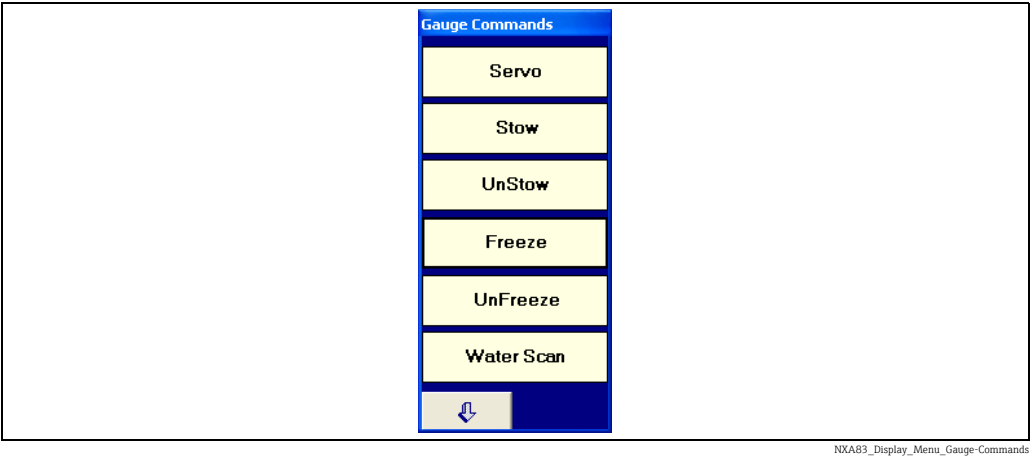 Gauge Commands
Servo
Stow
UnStow
Freeze
UnFreeze
Water Scan
NXA83_Display_Menu_Gauge-Commands